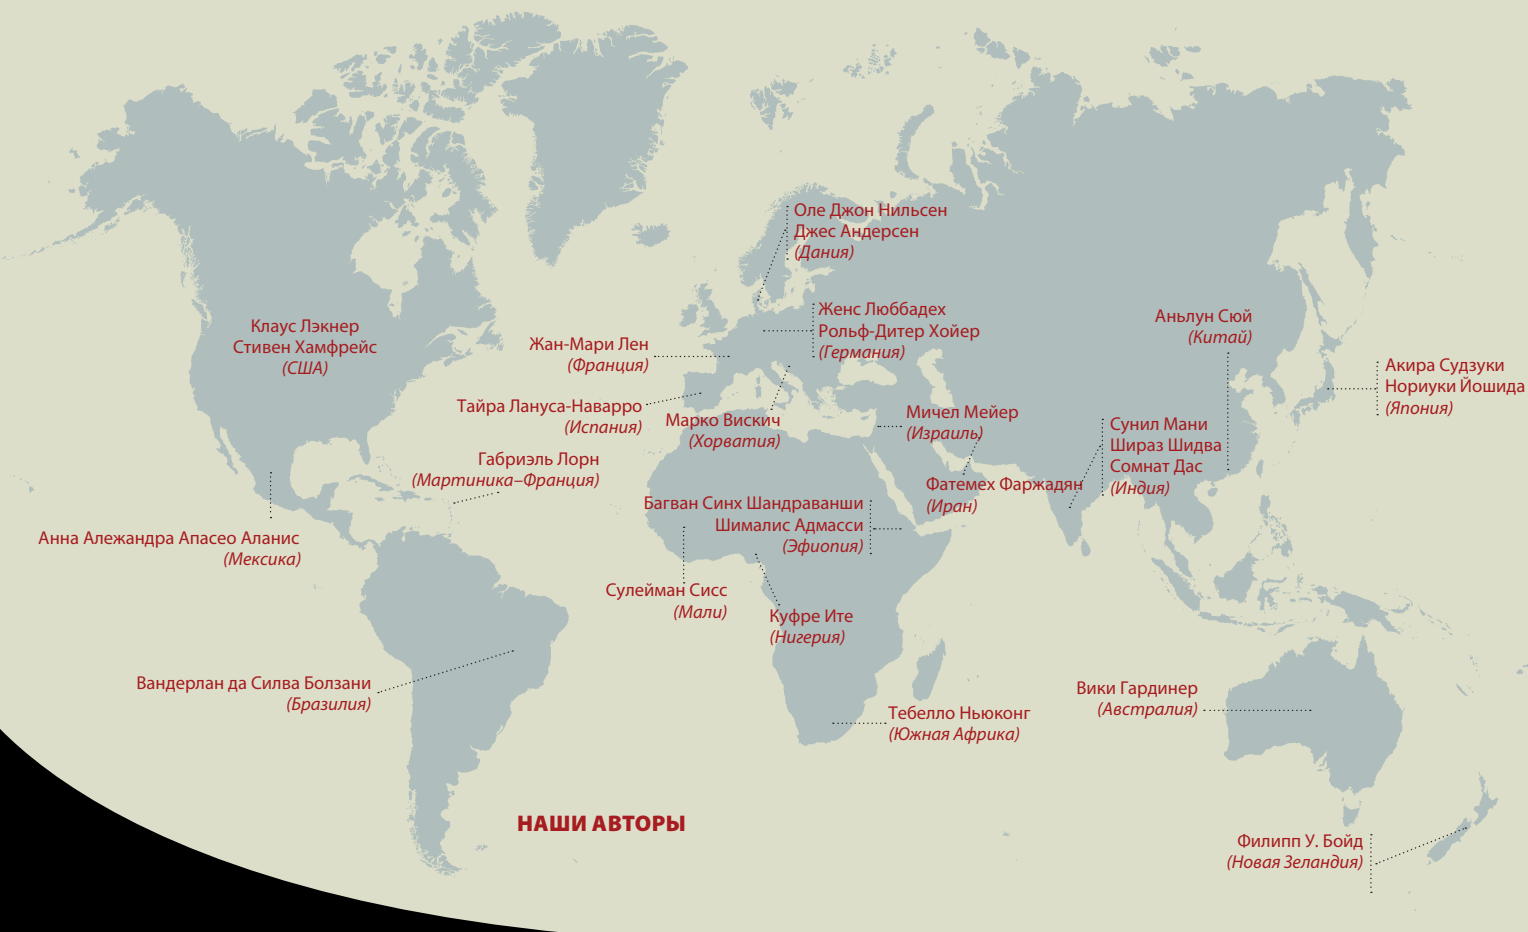 Оле Джон Нильсен
Джес Андерсен
(Дания)
Женс Люббадех
Рольф-Дитер Хойер
(Германия)
Аньлун Сюй
(Китай)
Клаус Лэкнер
Стивен Хамфрейс
(США)
Жан-Мари Лен
(Франция)
Акира Судзуки
Нориуки Йошида
(Япония)
Тайра Лануса-Наварро
(Испания)
Марко Вискич
(Хорватия)
Мичел Мейер
(Израиль)
Сунил Мани
Шираз Шидва
Сомнат Дас
(Индия)
Габриэль Лорн
(Мартиника–Франция)
Фатемех Фаржадян
(Иран)
Багван Синх Шандраванши
Шималис Адмасси
(Эфиопия)
Анна Алежандра Апасео Аланис
(Мексика)
Сулейман Сисс
(Мали)
Куфре Ите
(Нигерия)
Вандерлан да Силва Болзани
(Бразилия)
Вики Гардинер
(Австралия)
Тебелло Ньюконг
(Южная Африка)
НАШИ АВТОРЫ
Филипп У. Бойд
(Новая Зеландия)